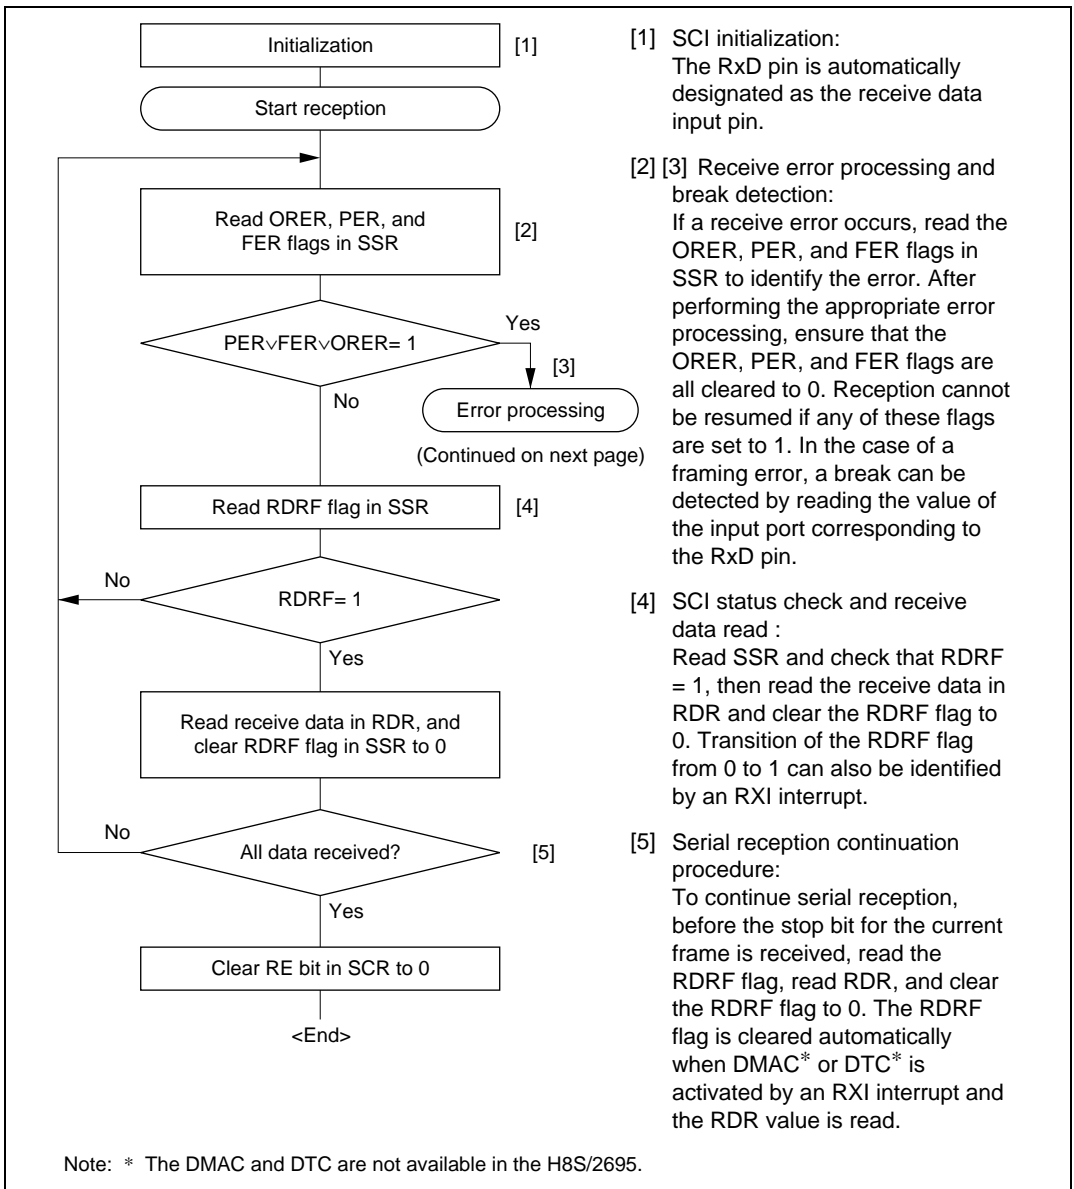 Initialization
[1]
Start reception
Read ORER, PER, and
FER flags in SSR
[2]
PER∨FER∨ORER= 1
Yes
[3]
No
Error processing
(Continued on next page)
Read RDRF flag in SSR
[4]
No
RDRF= 1
Yes
Read receive data in RDR, and
clear RDRF flag in SSR to 0
No
All data received?
[5]
Yes
Clear RE bit in SCR to 0
<End>
[1] SCI initialization:
The RxD pin is automatically
designated as the receive data
input pin.
[2] [3] Receive error processing and
break detection:
If a receive error occurs, read the
ORER, PER, and FER flags in
SSR to identify the error. After
performing the appropriate error
processing, ensure that the
ORER, PER, and FER flags are
all cleared to 0. Reception cannot
be resumed if any of these flags
are set to 1. In the case of a
framing error, a break can be
detected by reading the value of
the input port corresponding to
the RxD pin.
[4] SCI status check and receive
data read :
Read SSR and check that RDRF
= 1, then read the receive data in
RDR and clear the RDRF flag to
0. Transition of the RDRF flag
from 0 to 1 can also be identified
by an RXI interrupt.
[5] Serial reception continuation
procedure:
To continue serial reception,
before the stop bit for the current
frame is received, read the
RDRF flag, read RDR, and clear
the RDRF flag to 0. The RDRF
flag is cleared automatically
when DMAC* or DTC* is
activated by an RXI interrupt and
the RDR value is read.
Note: * The DMAC and DTC are not available in the H8S/2695.